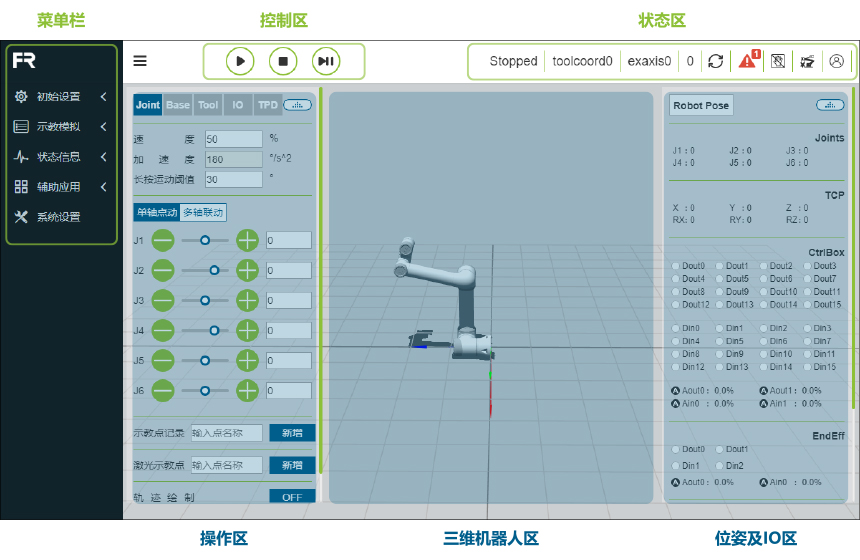 菜单栏 控制区 状态区
FR
Stopped toolcoord0 exaxis0 0 1
初始设置
示教模拟
状态信息
辅助应用
系统设置
Joint Base Tool IO TPD
速 度 50 %
加 速 度 180 °/s^2
长按运动阈值 30 °
单轴点动 多轴联动
J1 0
J2 0
J3 0
J4 0
J5 0
J6 0
示教点记录 输入点名称 新增
激光示教点 输入点名称 新增
轨 迹 绘 制 OFF
Robot Pose
Joints
J1 : 0 J2 : 0 J3 : 0
J4 : 0 J5 : 0 J6 : 0
TCP
X : 0 Y : 0 Z : 0
RX: 0 RY: 0 RZ: 0
CtrlBox
Dout0 Dout1 Dout2 Dout3
Dout4 Dout5 Dout6 Dout7
Dout8 Dout9 Dout10 Dout11
Dout12 Dout13 Dout14 Dout15
Din0 Din1 Din2 Din3
Din4 Din5 Din6 Din7
Din8 Din9 Din10 Din11
Din12 Din13 Din14 Din15
A Aout0: 0.0% A Aout1: 0.0%
A Ain0 : 0.0% A Ain1 : 0.0%
EndEff
Dout0 Dout1
Din1 Din2
A Aout0: 0.0% A Ain0 : 0.0%
操作区 三维机器人区 位姿及IO区